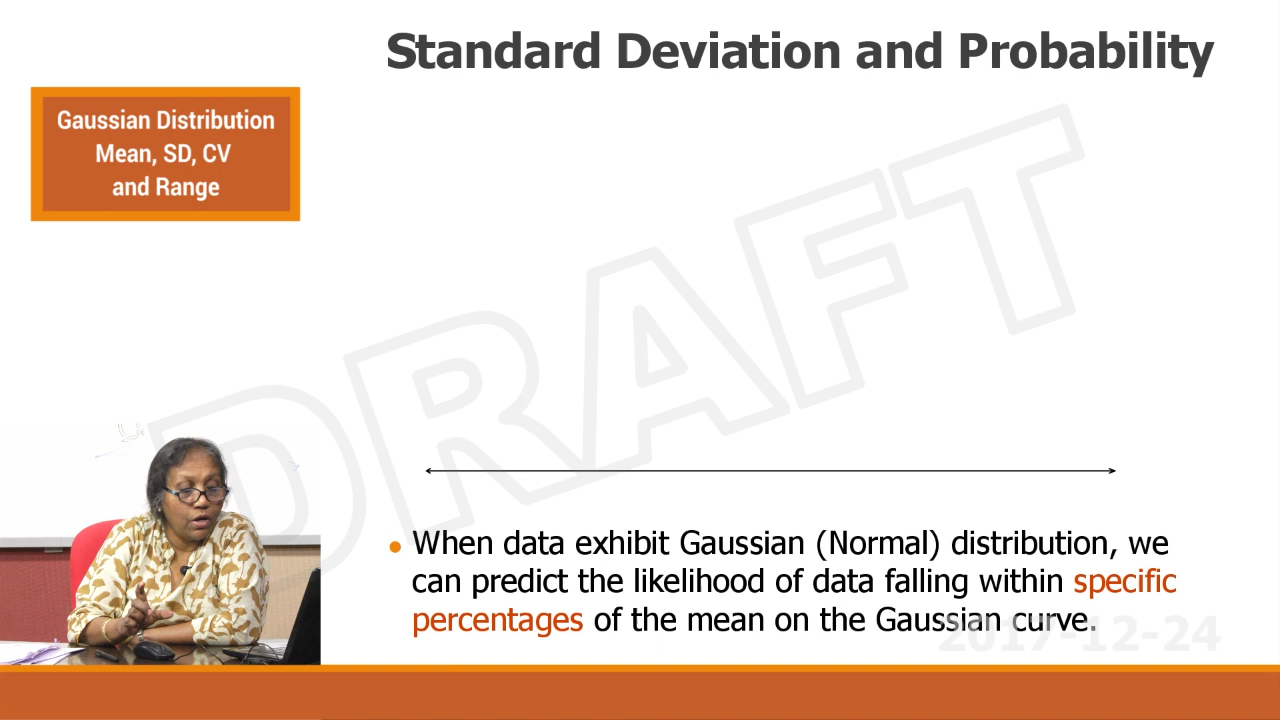 Standard Deviation and Probability
Gaussian Distribution
Mean, SD, CV
and Range
DRAFT
• When data exhibit Gaussian (Normal) distribution, we
can predict the likelihood of data falling within specific
percentages of the mean on the Gaussian curve.
2017-12-24